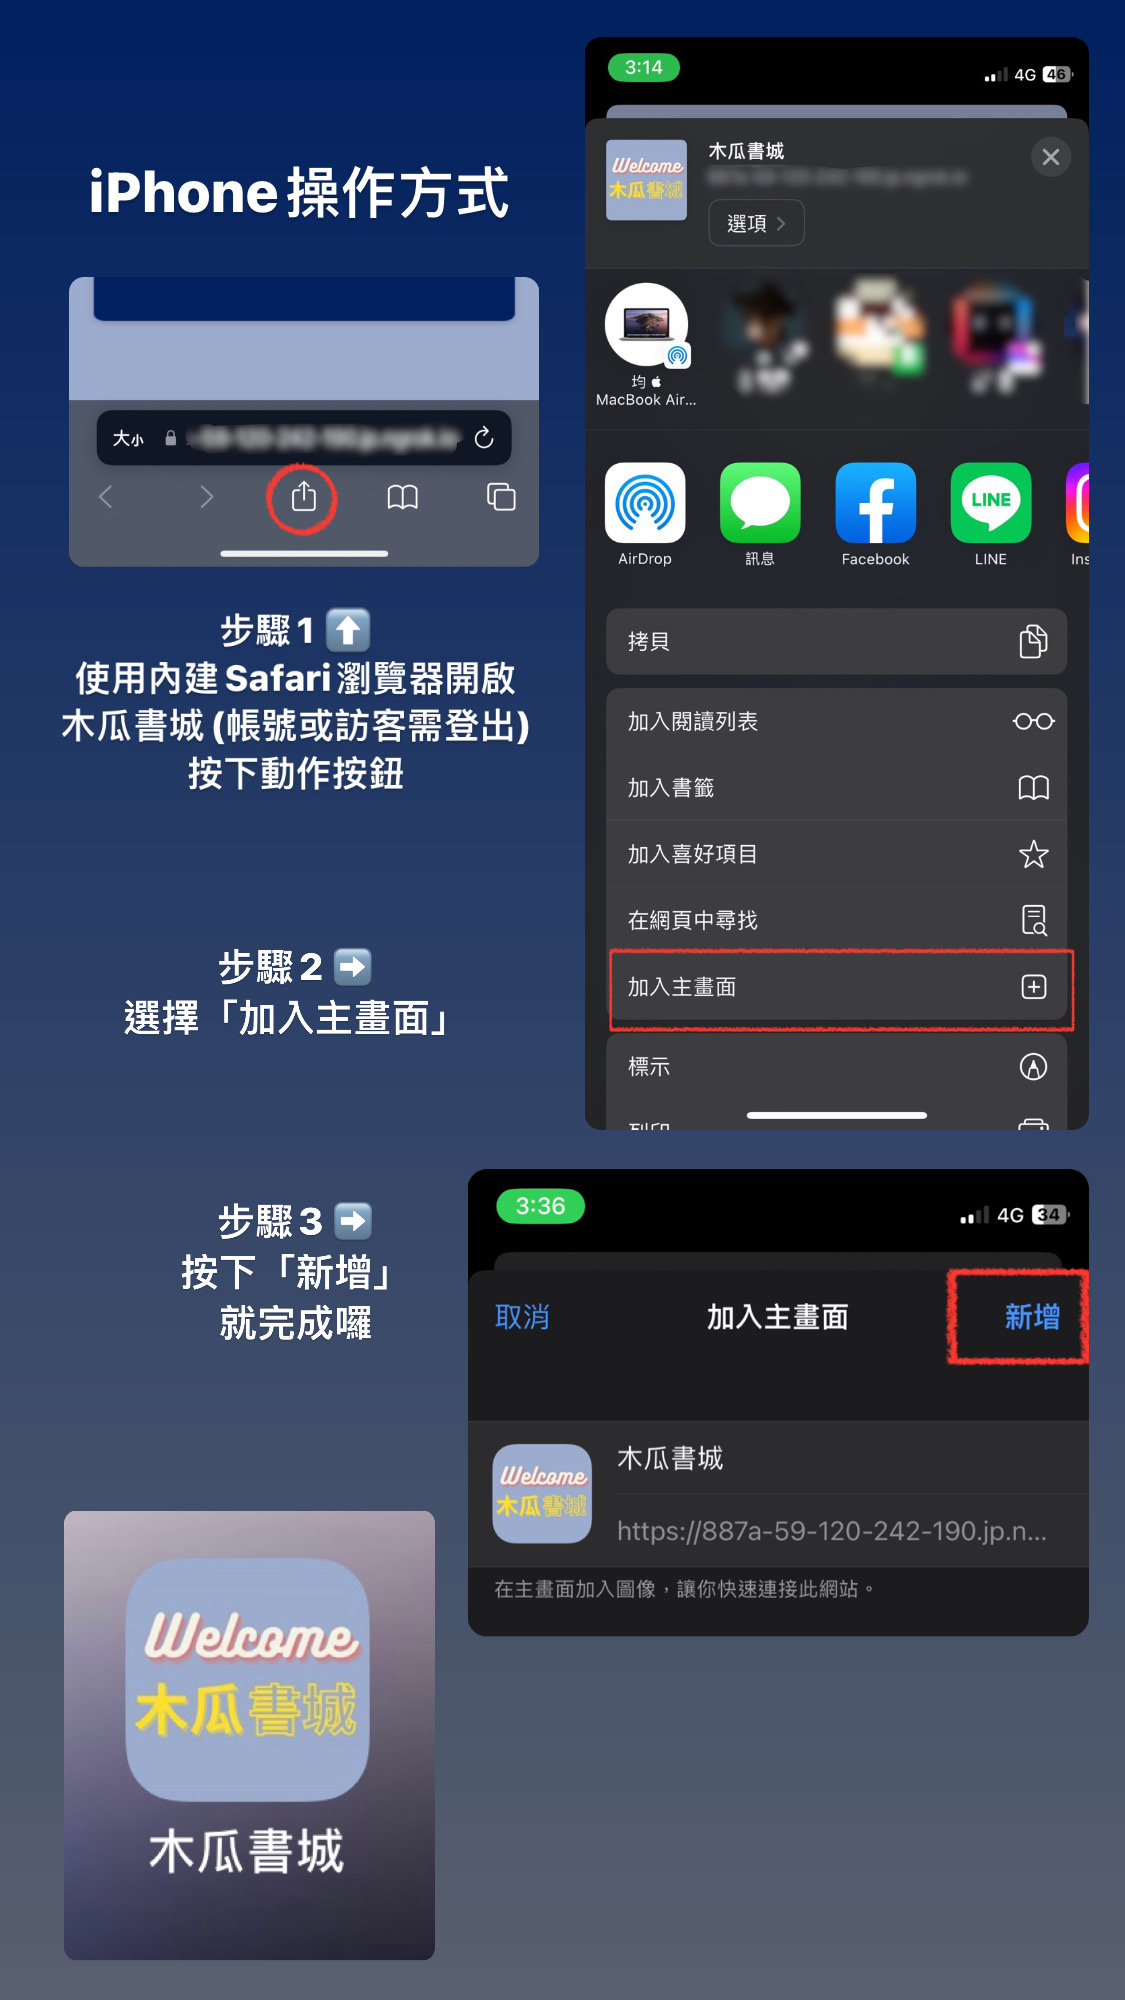 iPhone操作方式
大小
步驟1 ⬆️
使用內建Safari瀏覽器開啟
木瓜書城(帳號或訪客需登出)
按下動作按鈕
3:14
4G 46
Welcome
木瓜書城
木瓜書城
選項
均
MacBook Air...
AirDrop
訊息
Facebook
LINE
LINE
Ins
拷貝
加入閱讀列表
加入書籤
加入喜好項目
在網頁中尋找
加入主畫面
標示
列印
步驟2 ➡️
選擇「加入主畫面」
步驟3 ➡️
按下「新增」
就完成囉
3:36
4G 34
取消
加入主畫面
新增
Welcome
木瓜書城
木瓜書城
https://887a-59-120-242-190.jp.n...
在主畫面加入圖像，讓你快速連接此網站。
Welcome
木瓜書城
木瓜書城